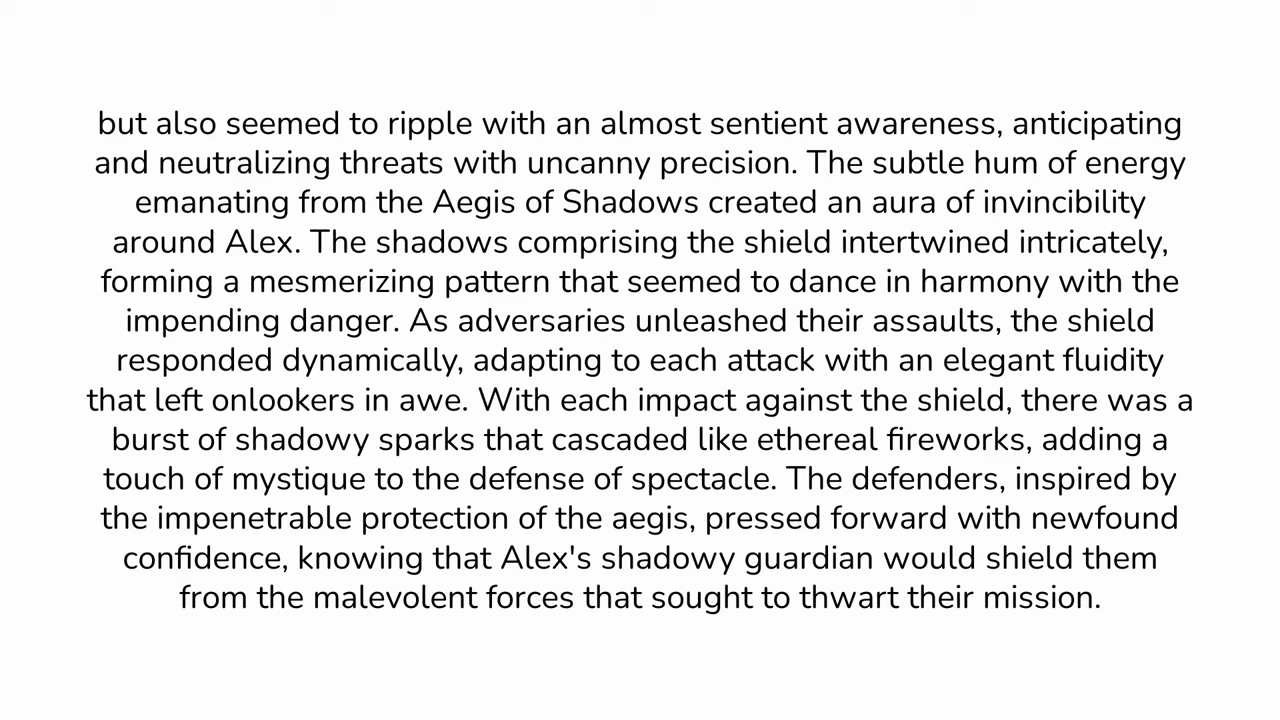 but also seemed to ripple with an almost sentient awareness, anticipating
and neutralizing threats with uncanny precision. The subtle hum of energy
emanating from the Aegis of Shadows created an aura of invincibility
around Alex. The shadows comprising the shield intertwined intricately,
forming a mesmerizing pattern that seemed to dance in harmony with the
impending danger. As adversaries unleashed their assaults, the shield
responded dynamically, adapting to each attack with an elegant fluidity
that left onlookers in awe. With each impact against the shield, there was a
burst of shadowy sparks that cascaded like ethereal fireworks, adding a
touch of mystique to the defense of spectacle. The defenders, inspired by
the impenetrable protection of the aegis, pressed forward with newfound
confidence, knowing that Alex's shadowy guardian would shield them
from the malevolent forces that sought to thwart their mission.